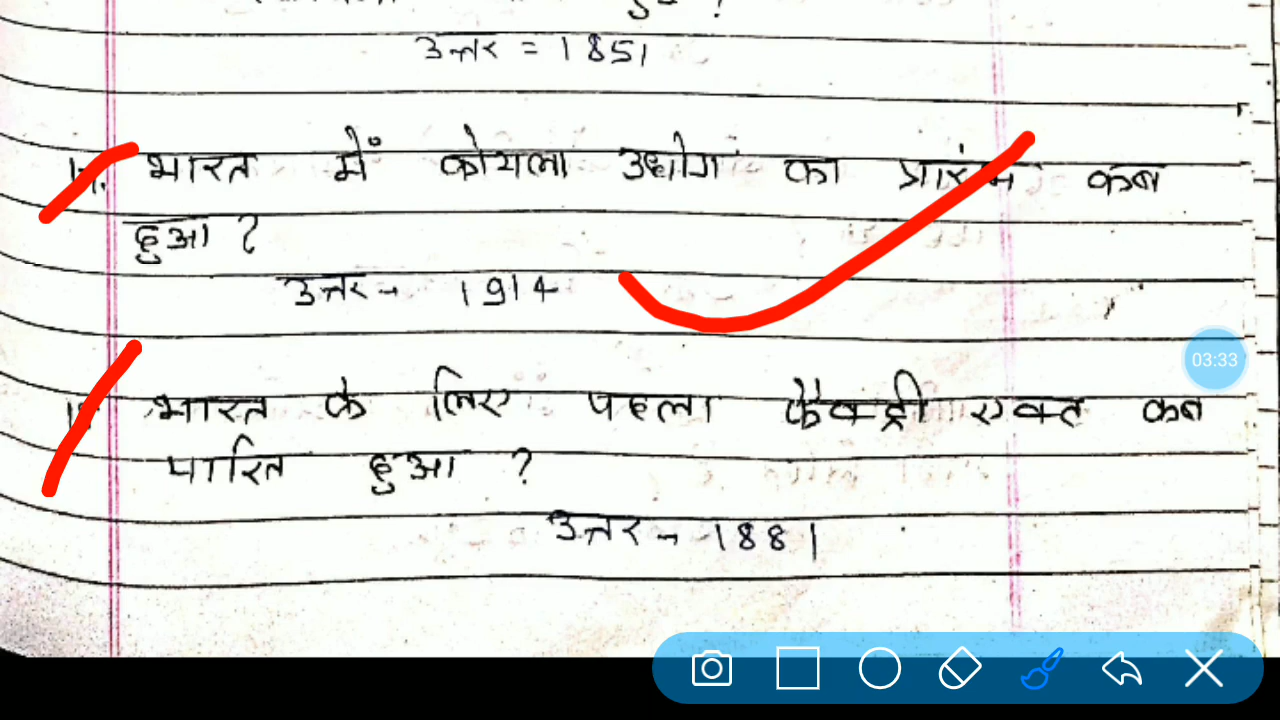 उत्तर = 1851
भारत में कोयला उद्योग का प्रारंभ कब
हुआ ?
उत्तर → 1914
03:33
भारत के लिए पहला फैक्ट्री एक्ट कब
पारित हुआ ?
उत्तर → 1881